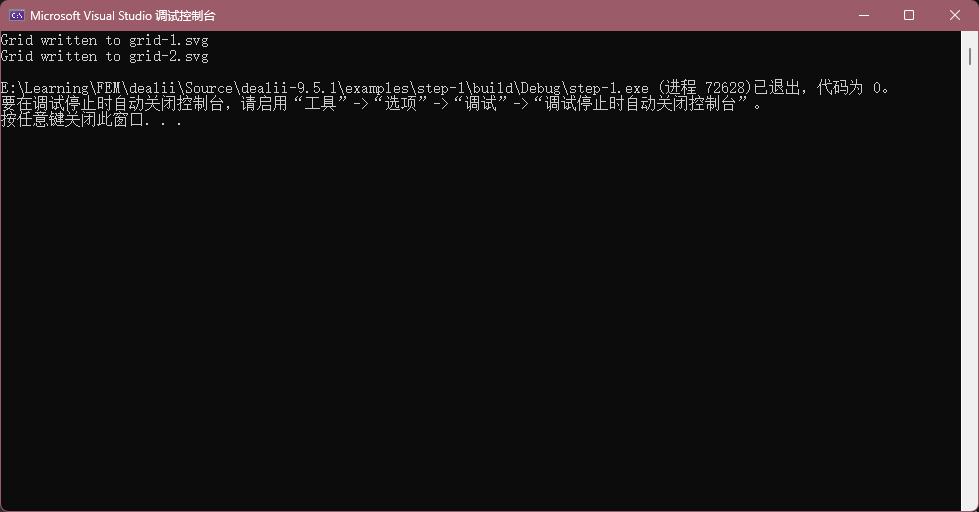 Microsoft Visual Studio 调试控制台
Grid written to grid-1.svg
Grid written to grid-2.svg
E:\Learning\FEM\dealii\Source\dealii-9.5.1\examples\step-1\build\Debug\step-1.exe (进程 72628)已退出，代码为 0。
要在调试停止时自动关闭控制台，请启用“工具”->“选项”->“调试”->“调试停止时自动关闭控制台”。
按任意键关闭此窗口. . .